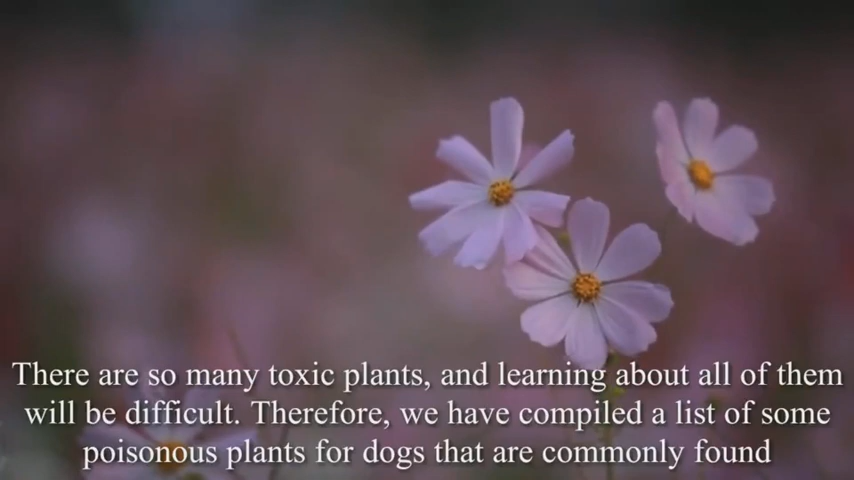 There are so many toxic plants, and learning about all of them
will be difficult. Therefore, we have compiled a list of some
poisonous plants for dogs that are commonly found